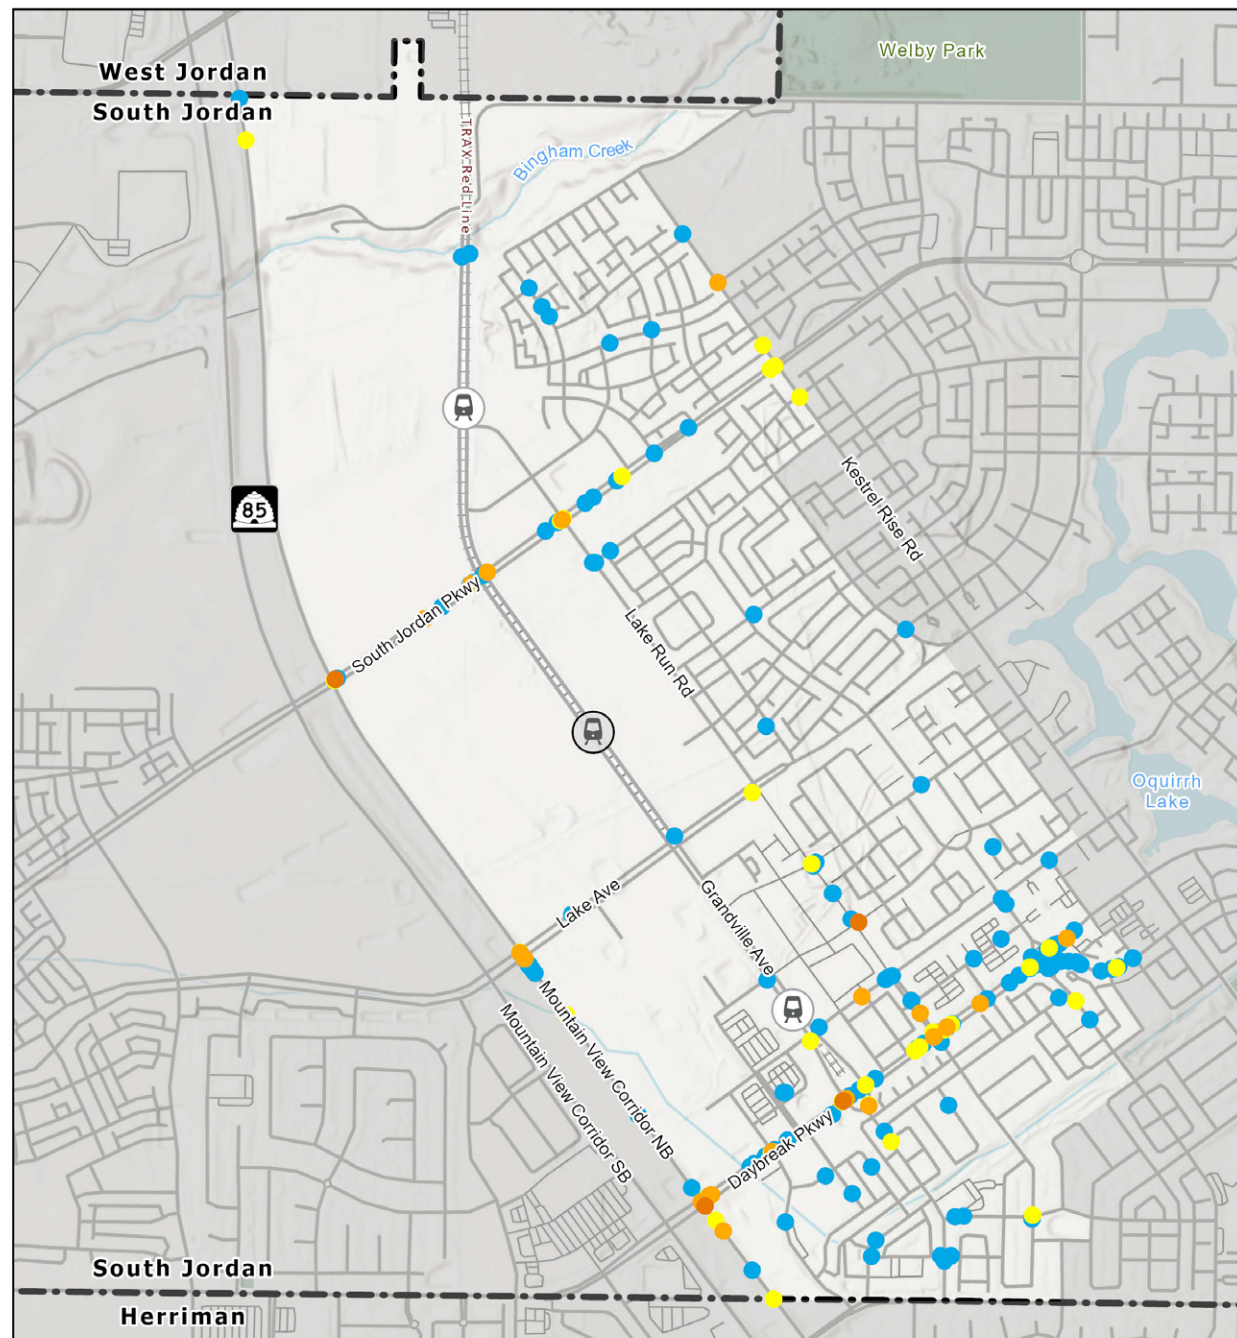 Welby Park
West Jordan
South Jordan
TRAX Red Line
Bingham Creek
Kestrel Rise Rd
85
South Jordan Pkwy
Lake Run Rd
Oquirrh
Lake
Lake Ave
Grandville Ave
Mountain View Corridor NB
Mountain View Corridor SB
Daybreak Pkwy
South Jordan
Herriman